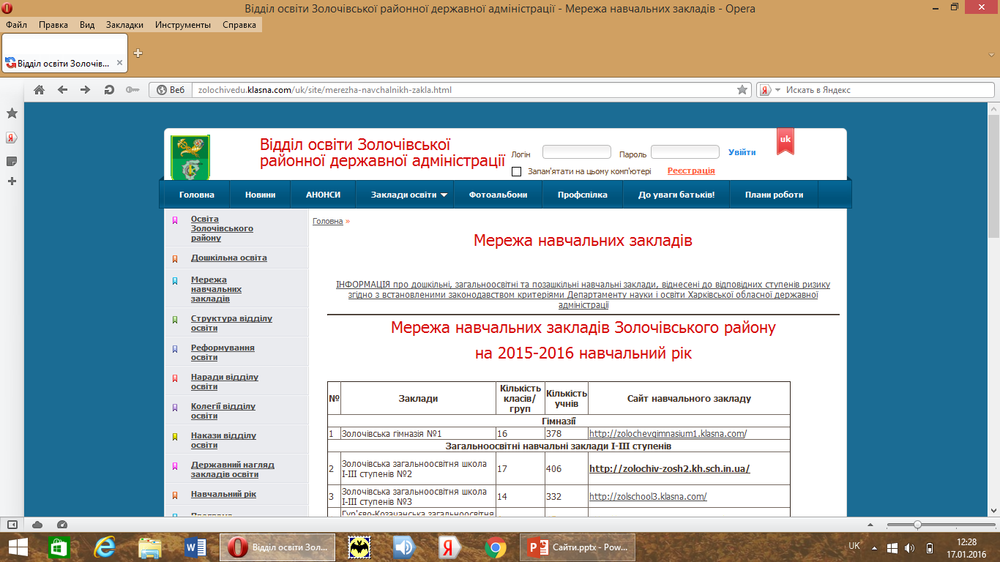 Відділ освіти Золочівської районної державної адміністрації - Мережа навчальних закладів - Opera
Файл Правка Вид Закладки Инструменты Справка
Відділ освіти Золочів...
Веб zolochivedu.klasna.com/uk/site/merezha-navchalnikh-zakla.html Искать в Яндекс
Відділ освіти Золочівської
районної державної адміністрації
Логін Пароль Увійти uk
Запам'ятати на цьому комп'ютері Реєстрація
Головна Новини АНОНСИ Заклади освіти Фотоальбоми Профспілка До уваги батьків! Плани роботи
Освіта
Золочівського
району
Дошкільна освіта
Мережа
навчальних
закладів
Структура відділу
освіти
Реформування
освіти
Наради відділу
освіти
Колегії відділу
освіти
Накази відділу
освіти
Державний нагляд
закладів освіти
Навчальний рік
Головна »
Мережа навчальних закладів
ІНФОРМАЦІЯ про дошкільні, загальноосвітні та позашкільні навчальні заклади, віднесені до відповідних ступенів ризику
згідно з встановленими законодавством критеріями Департаменту науки і освіти Харківської обласної державної
адміністрації
Мережа навчальних закладів Золочівського району
на 2015-2016 навчальний рік
№ Заклади Кількість класів/ груп Кількість учнів Сайт навчального закладу
Гімназії
1 Золочівська гімназія №1 16 378 http://zolochevgimnasium1.klasna.com/
Загальноосвітні навчальні заклади І-ІІІ ступенів
2 Золочівська загальноосвітня школа І-ІІІ ступенів №2 17 406 http://zolochiv-zosh2.kh.sch.in.ua/
3 Золочівська загальноосвітня школа І-ІІІ ступенів №3 14 332 http://zolschool3.klasna.com/
Гур'єво-Козачанська загальноосвітня
Відділ освіти Зол... Сайти.pptx - Pow... UK 12:28
17.01.2016